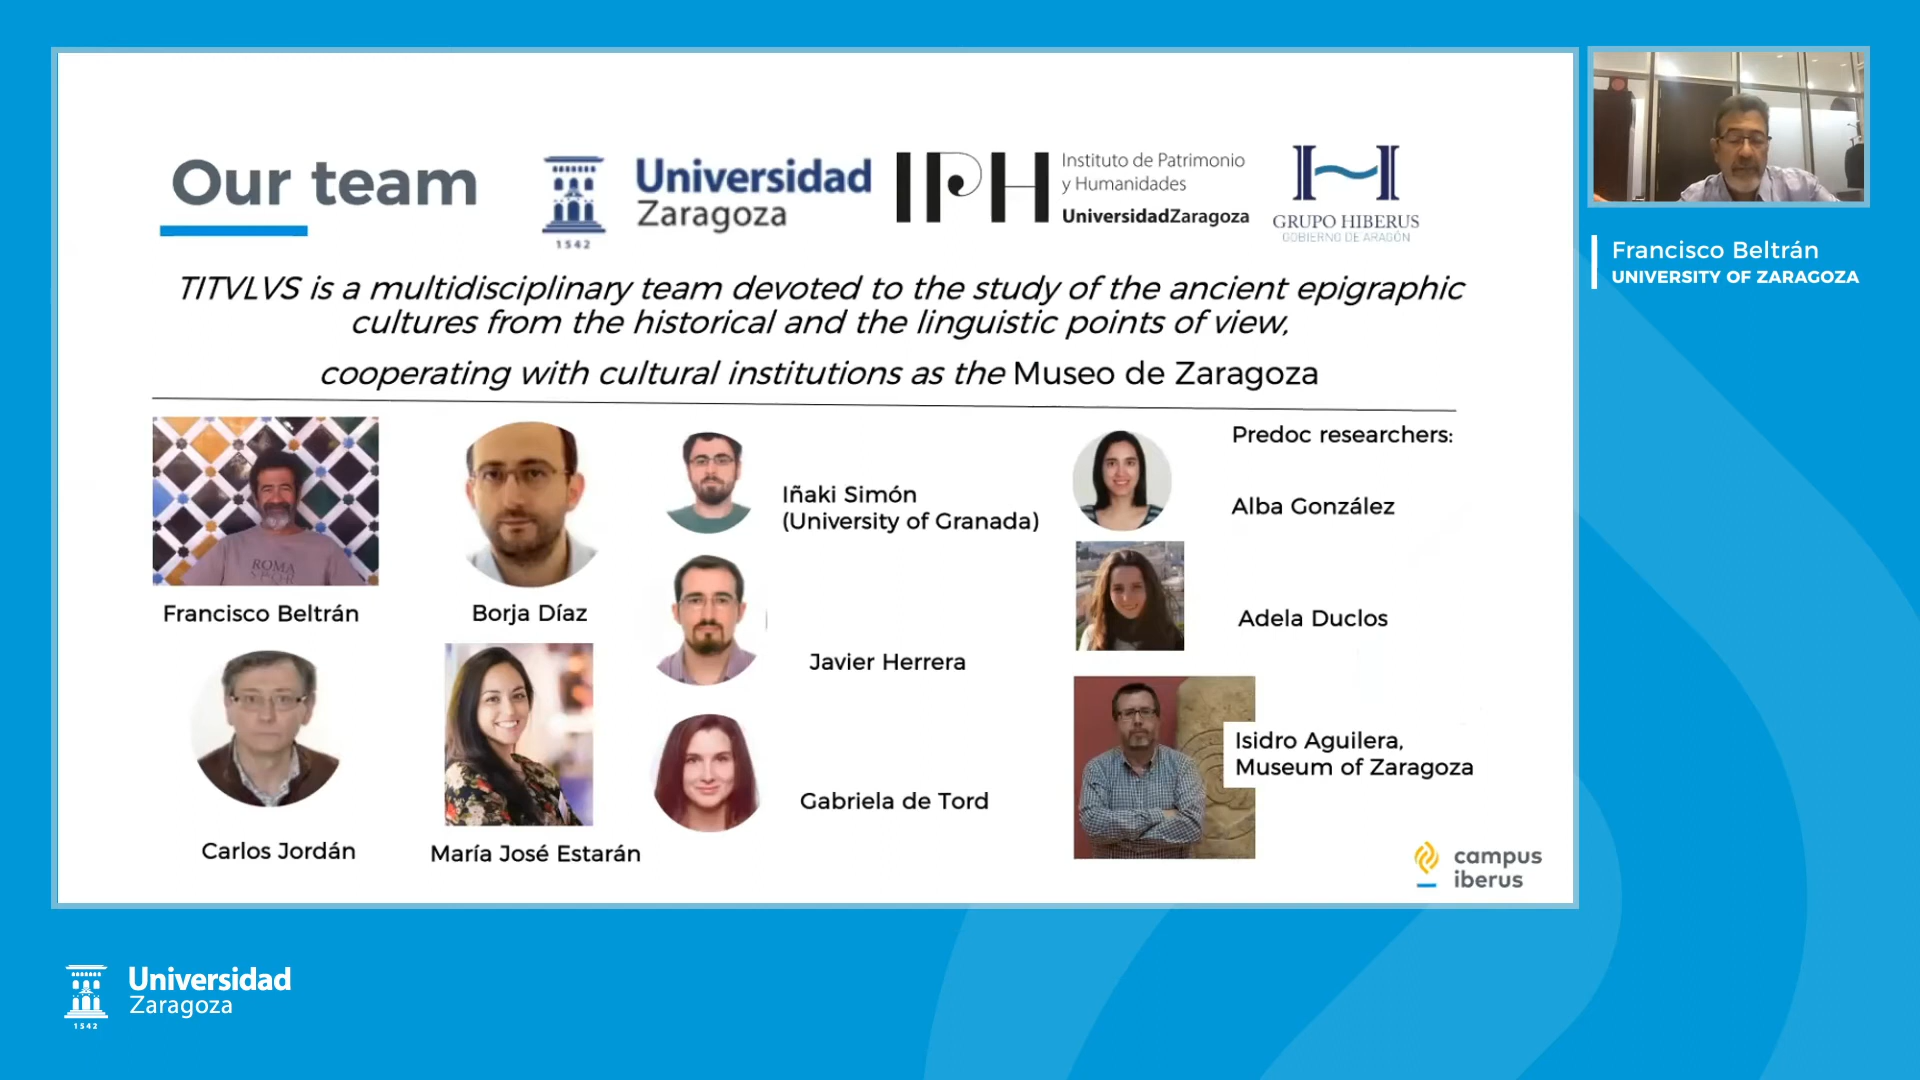 Our team
Universidad
Zaragoza
1542
IPH
Instituto de Patrimonio
y Humanidades
UniversidadZaragoza
H
GRUPO HIBERUS
GOBIERNO DE ARAGÓN
TITVLVS is a multidisciplinary team devoted to the study of the ancient epigraphic
cultures from the historical and the linguistic points of view,
cooperating with cultural institutions as the Museo de Zaragoza
ROMA
Francisco Beltrán
Borja Díaz
Carlos Jordán
María José Estarán
Iñaki Simón
(University of Granada)
Javier Herrera
Gabriela de Tord
Predoc researchers:
Alba González
Adela Duclos
Isidro Aguilera,
Museum of Zaragoza
campus
iberus
Francisco Beltrán
UNIVERSITY OF ZARAGOZA
Universidad
Zaragoza
1542